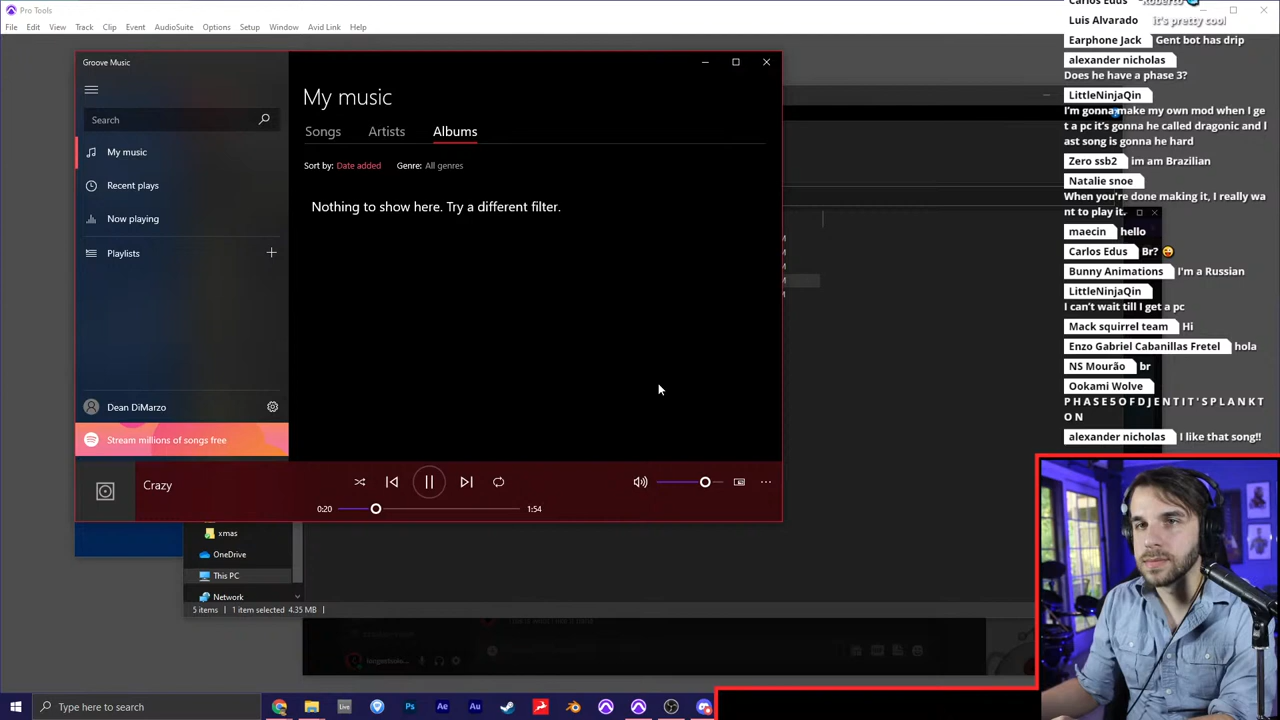 Pro Tools
File Edit View Track Clip Event AudioSuite Options Setup Window Avid Link Help
Groove Music
Search
My music
Recent plays
Now playing
Playlists
Dean DiMarzo
Stream millions of songs free
My music
Songs Artists Albums
Sort by: Date added Genre: All genres
Nothing to show here. Try a different filter.
Crazy
0:20
1:54
xmas
OneDrive
This PC
Network
5 items 1 item selected 4.35 MB
Type here to search
Carlos Edus *Roberto
Luis Alvarado it's pretty cool
Earphone Jack Gent bot has drip
alexander nicholas
Does he have a phase 3?
LittleNinjaQin
I'm gonna make my own mod when I ge
t a pc it's gonna he called dragonic and l
ast song is gonna he hard
Zero ssb2 im am Brazilian
Natalie snoe
When you're done making it, I really wa
nt to play it.
maecin hello
Carlos Edus Br?
Bunny Animations I'm a Russian
LittleNinjaQin
I can't wait till I get a pc
Mack squirrel team Hi
Enzo Gabriel Cabanillas Fretel hola
NS Mourão br
Ookami Wolve
P H A S E 5 O F D J E N T I T ' S P L A N K T
O N
alexander nicholas I like that song!!